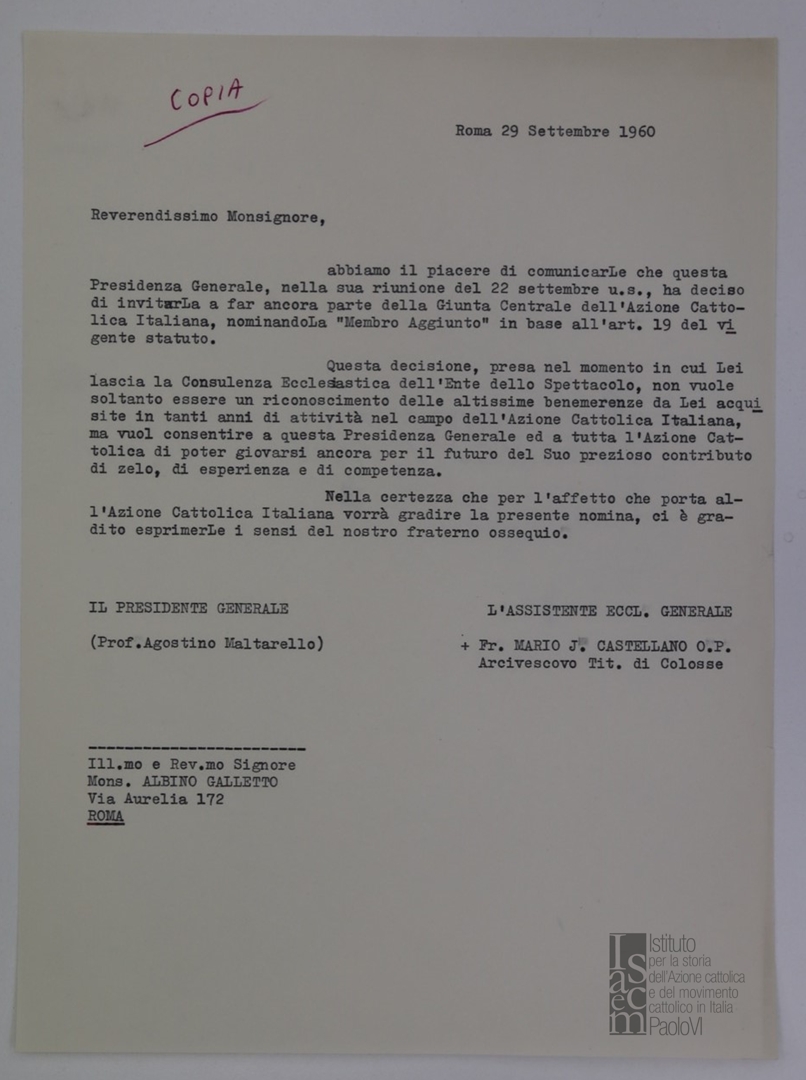 COPIA
Roma 29 Settembre 1960
Reverendissimo Monsignore,
abbiamo il piacere di comunicarLe che questa
Presidenza Generale, nella sua riunione del 22 settembre u.s., ha deciso
di invitarLa a far ancora parte della Giunta Centrale dell'Azione Catto-
lica Italiana, nominandoLa "Membro Aggiunto" in base all'art. 19 del vi
gente statuto.
Questa decisione, presa nel momento in cui Lei
lascia la Consulenza Ecclesiastica dell'Ente dello Spettacolo, non vuole
soltanto essere un riconoscimento delle altissime benemerenze da Lei acqui
site in tanti anni di attività nel campo dell'Azione Cattolica Italiana,
ma vuol consentire a questa Presidenza Generale ed a tutta l'Azione Cat-
tolica di poter giovarsi ancora per il futuro del Suo prezioso contributo
di zelo, di esperienza e di competenza.
Nella certezza che per l'affetto che porta al-
l'Azione Cattolica Italiana vorrà gradire la presente nomina, ci è gra-
dito esprimerLe i sensi del nostro fraterno ossequio.
IL PRESIDENTE GENERALE
(Prof.Agostino Maltarello)
L'ASSISTENTE ECCL. GENERALE
+ Fr. MARIO J. CASTELLANO O.P.
Arcivescovo Tit. di Colosse
Ill.mo e Rev.mo Signore
Mons. ALBINO GALLETTO
Via Aurelia 172
ROMA
Isacem
Istituto
per la storia
dell'Azione cattolica
e del movimento
cattolico in Italia
PaoloVI